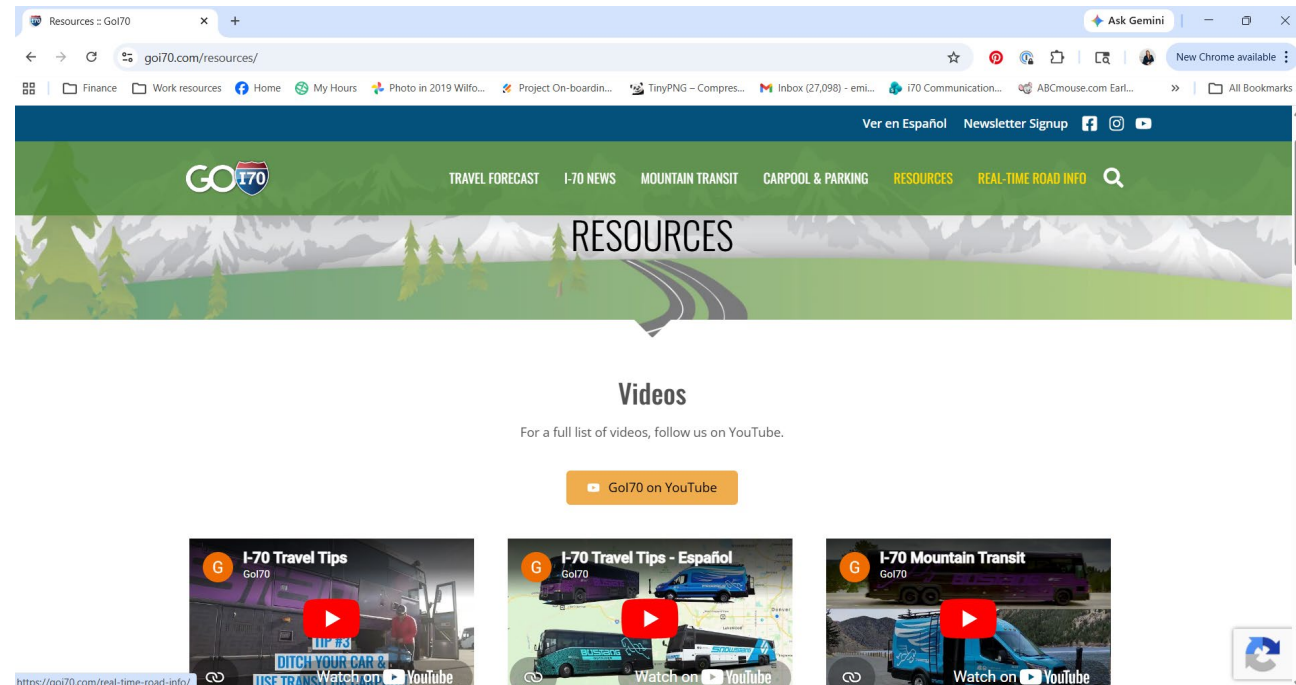 Resources :: GoI70
Ask Gemini
goi70.com/resources/
New Chrome available
Finance Work resources Home My Hours Photo in 2019 Wilfo... Project On-boardin... TinyPNG – Compres... Inbox (27,098) - emi... i70 Communication... ABCmouse.com Earl... » All Bookmarks
Ver en Español Newsletter Signup
GO I70 TRAVEL FORECAST I-70 NEWS MOUNTAIN TRANSIT CARPOOL & PARKING RESOURCES REAL-TIME ROAD INFO
RESOURCES
Videos
For a full list of videos, follow us on YouTube.
GoI70 on YouTube
G I-70 Travel Tips
GoI70
TIP #3
DITCH YOUR CAR &
USE TRANSIT
Watch on YouTube
G I-70 Travel Tips - Español
GoI70
Denver
BUSTANG
SNOWSTANG
Watch on YouTube
G I-70 Mountain Transit
GoI70
Watch on YouTube
https://goi70.com/real-time-road-info/